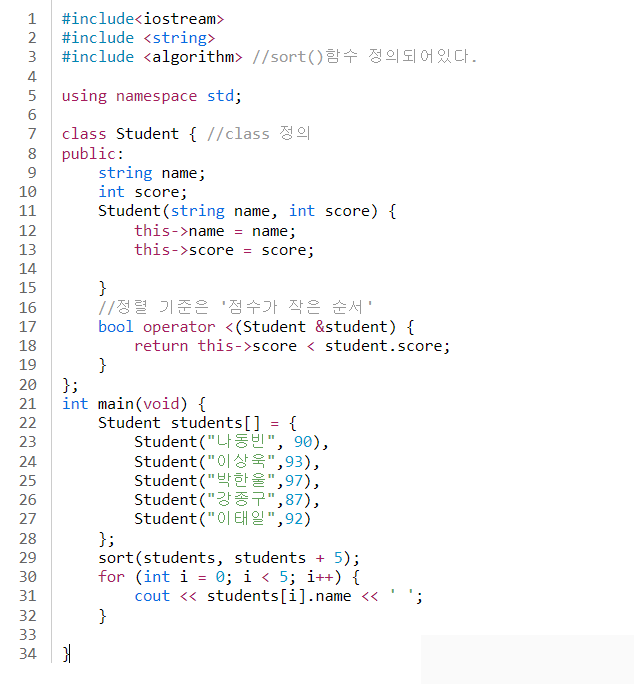 1 #include<iostream>
2 #include <string>
3 #include <algorithm> //sort()함수 정의되어있다.
4
5 using namespace std;
6
7 class Student { //class 정의
8 public:
9 string name;
10 int score;
11 Student(string name, int score) {
12 this->name = name;
13 this->score = score;
14
15 }
16 //정렬 기준은 '점수가 작은 순서'
17 bool operator <(Student &student) {
18 return this->score < student.score;
19 }
20 };
21 int main(void) {
22 Student students[] = {
23 Student("나동빈", 90),
24 Student("이상욱",93),
25 Student("박한울",97),
26 Student("강종구",87),
27 Student("이태일",92)
28 };
29 sort(students, students + 5);
30 for (int i = 0; i < 5; i++) {
31 cout << students[i].name << ' ';
32 }
33
34 }